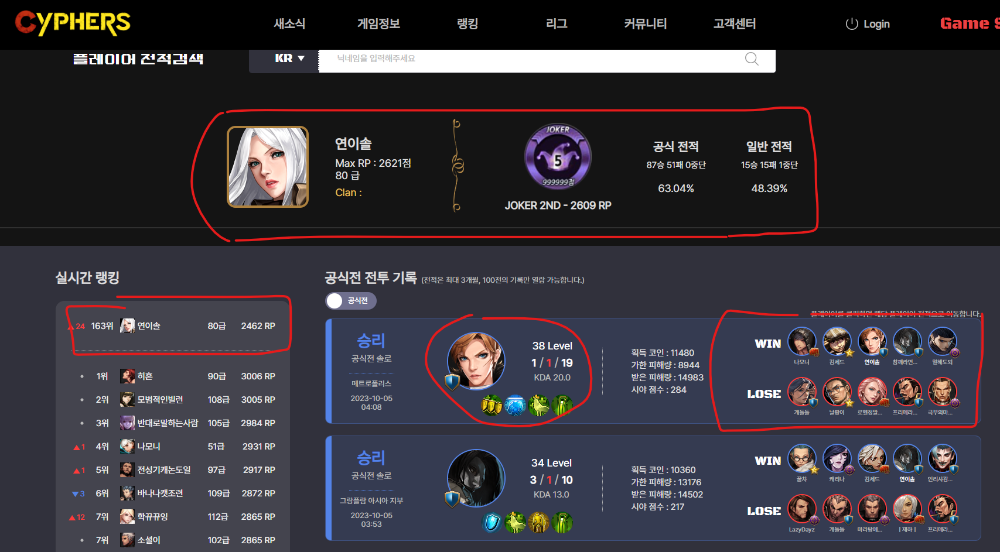 CYPHERS
새소식
게임정보
랭킹
리그
커뮤니티
고객센터
Login
Game S
플레이어 전적검색
KR ▼
닉네임을 입력해주세요
연이솔
Max RP : 2621점
80 급
Clan :
JOKER
5
999999점
JOKER 2ND - 2609 RP
공식 전적
87승 51패 0중단
63.04%
일반 전적
15승 15패 1중단
48.39%
실시간 랭킹
▲24 163위 연이솔 80급 2462 RP
• 1위 히혼 90급 3006 RP
• 2위 모범적인빌런 108급 3005 RP
• 3위 반대로말하는사람 105급 2984 RP
▲1 4위 나모니 51급 2931 RP
▲1 5위 전성기캐논도일 97급 2917 RP
▼3 6위 바나나캣조련 109급 2872 RP
▲12 7위 학뀨뀨잉 112급 2865 RP
• 7위 소셜이 102급 2865 RP
공식전 전투 기록 (전적은 최대 3개월, 100전의 기록만 열람 가능합니다.)
공식전
플레이어를 클릭하면 해당 플레이어 전적으로 이동합니다.
승리
공식전 솔로
메트로폴리스
2023-10-05
04:08
38 Level
1 / 1 / 19
KDA 20.0
획득 코인 : 11480
가한 피해량 : 8944
받은 피해량 : 14983
시야 점수 : 284
WIN
나모니 김세드 연이솔 참깨라면... 멀해도되
LOSE
개돌돌 날팡이 로헨정말... 프리메라... 극부의마...
승리
공식전 솔로
그랑플람 아시아 지부
2023-10-05
03:53
34 Level
3 / 1 / 10
KDA 13.0
획득 코인 : 10360
가한 피해량 : 13176
받은 피해량 : 14502
시야 점수 : 217
WIN
꿀챠 캐리나 김세드 연이솔 인리사감...
LOSE
LazyDayz 개돌돌 마라탕에... | 재하 | 프리메라...